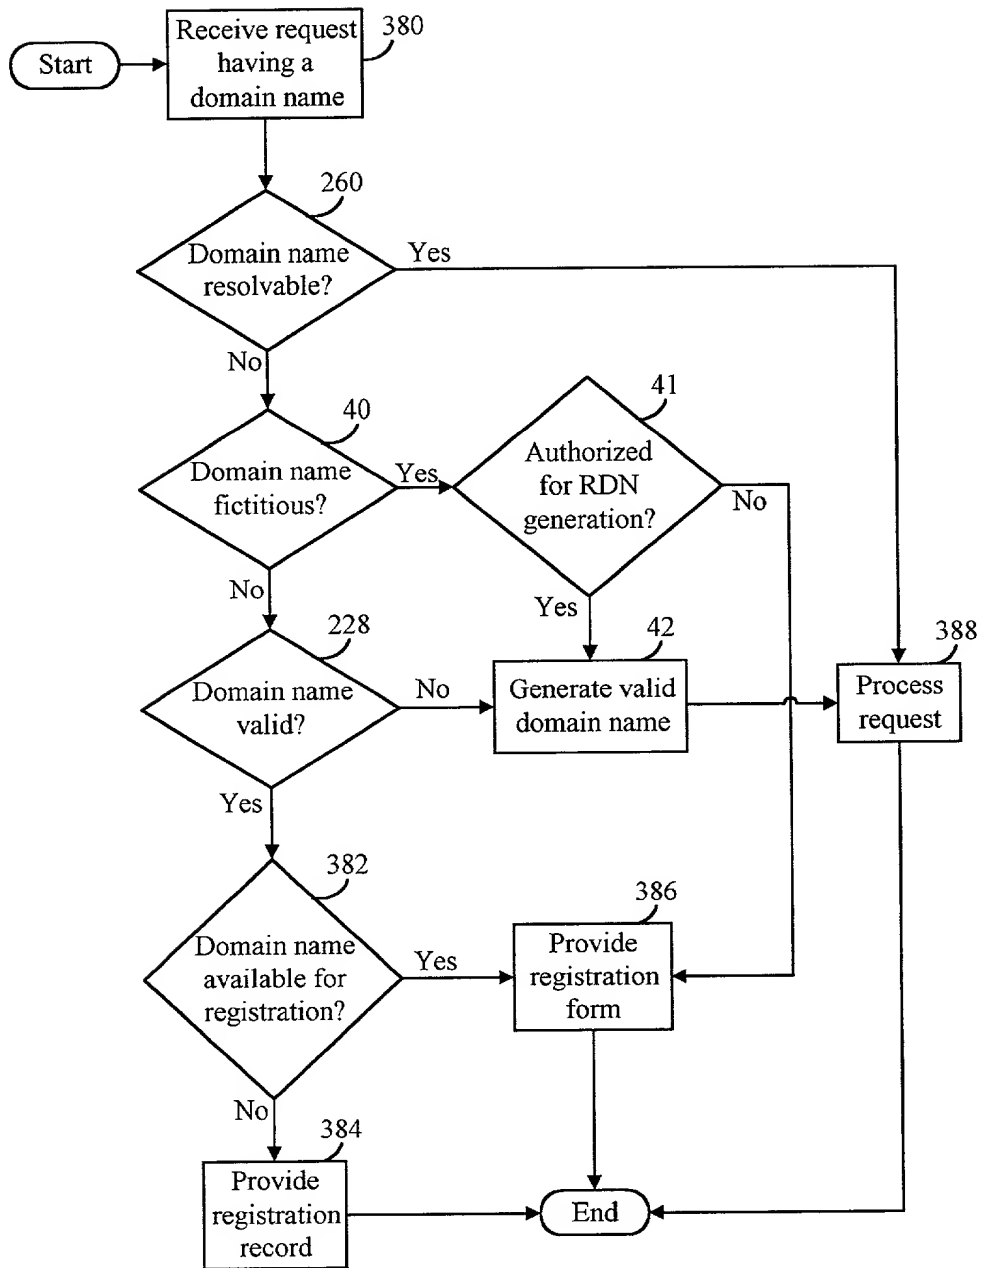 Start
Receive request
having a
domain name
380
260
Domain name
resolvable?
Yes
No
40
Domain name
fictitious?
Yes
41
Authorized
for RDN
generation?
No
No
Yes
228
Domain name
valid?
No
42
Generate valid
domain name
388
Process
request
Yes
382
Domain name
available for
registration?
Yes
386
Provide
registration
form
No
384
Provide
registration
record
End